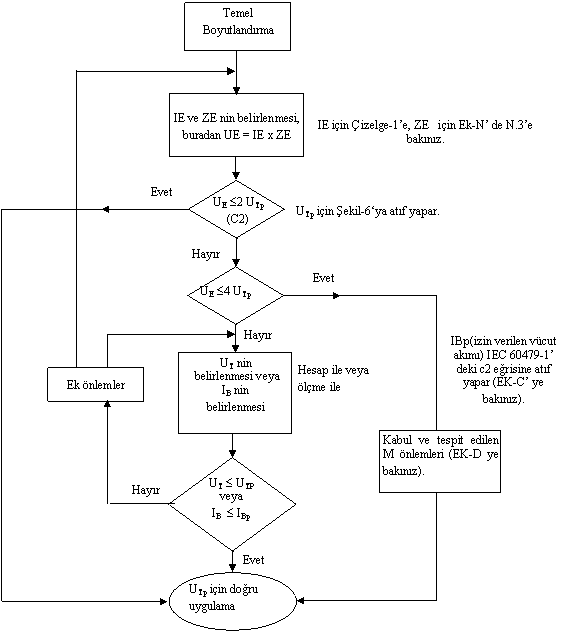 Temel
Boyutlandırma
IE ve ZE nin belirlenmesi,
buradan UE = IE x ZE
IE için Çizelge-1’e, ZE için Ek-N’ de N.3’e
bakınız.
Evet
UE ≤2 UTp
(C2)
UTp için Şekil-6‘ya atıf yapar.
Hayır
UE ≤4 UTp
Evet
Hayır
UT nin
belirlenmesi veya
IB nin
belirlenmesi
Hesap ile veya
ölçme ile
IBp(izin verilen vücut
akımı) IEC 60479-1’
deki c2 eğrisine atıf
yapar (EK-C’ ye
bakınız).
Ek önlemler
Kabul ve tespit edilen
M önlemleri (EK-D ye
bakınız).
Hayır
UT ≤ UTP
veya
IB ≤ IBp
Evet
UTp için doğru
uygulama